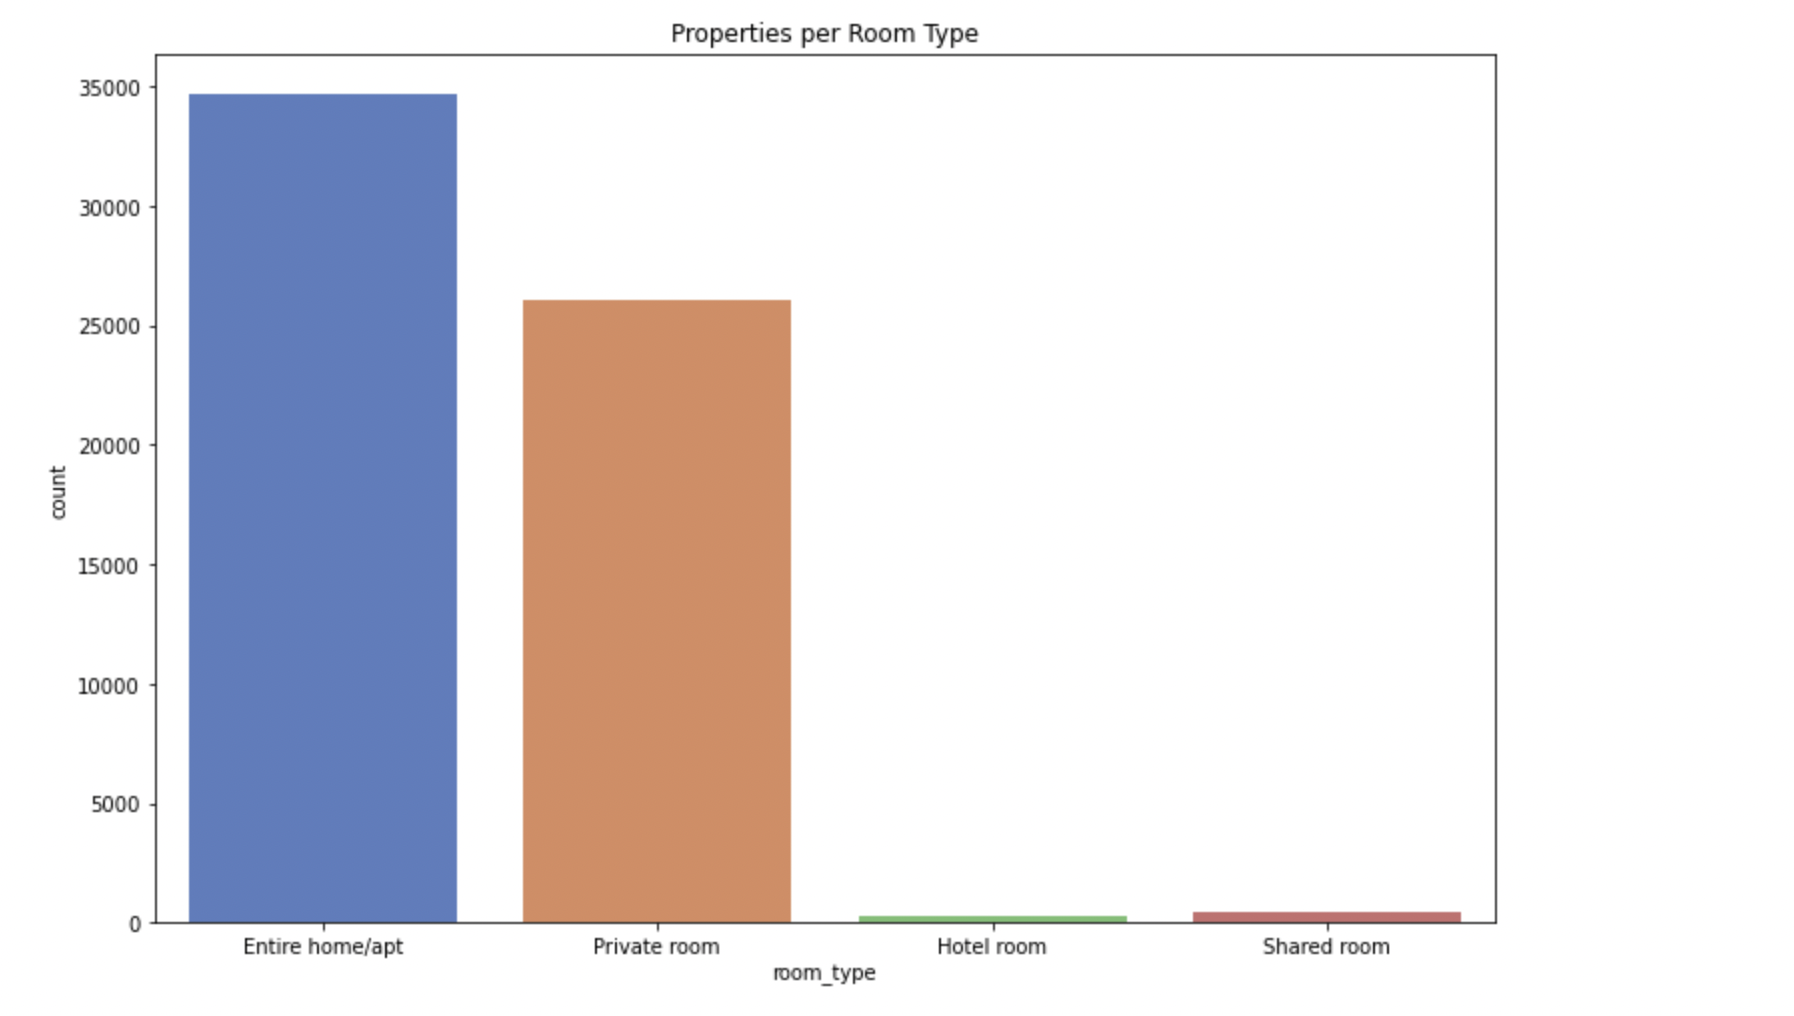 Properties per Room Type
35000
30000
25000
20000
15000
10000
5000
0
count
Entire home/apt
Private room
Hotel room
Shared room
room_type